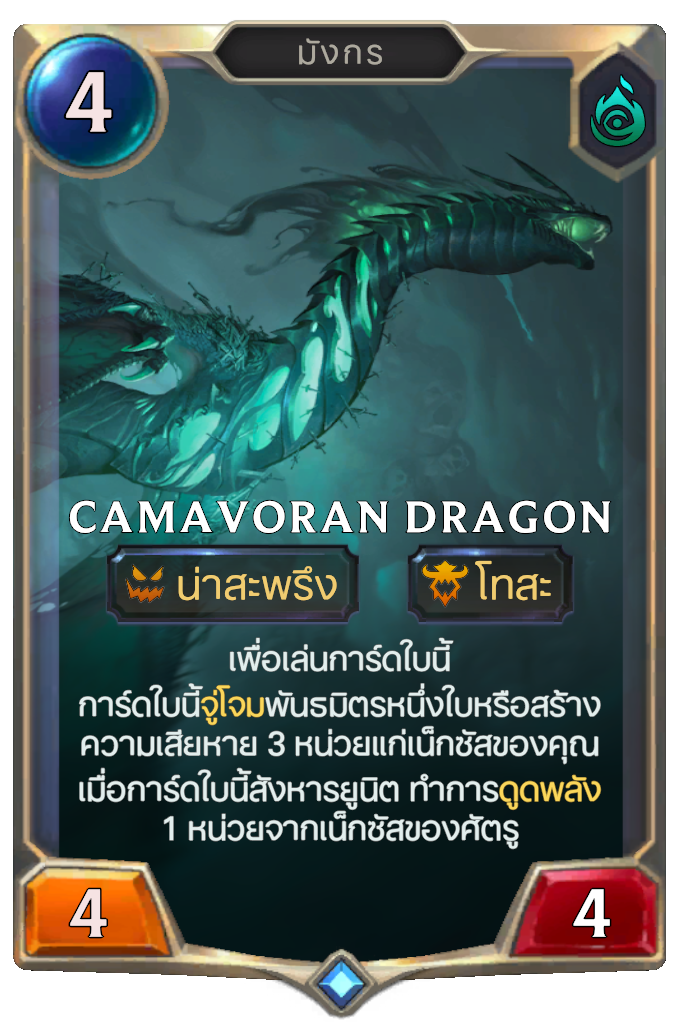 มังกร
4
CAMAVORAN DRAGON
น่าสะพรึง
โทสะ
เพื่อเล่นการ์ดใบนี้
การ์ดใบนี้จู่โจมพันธมิตรหนึ่งใบหรือสร้าง
ความเสียหาย 3 หน่วยแก่เน็กซัสของคุณ
เมื่อการ์ดใบนี้สังหารยูนิต ทำการดูดพลัง
1 หน่วยจากเน็กซัสของศัตรู
4
4